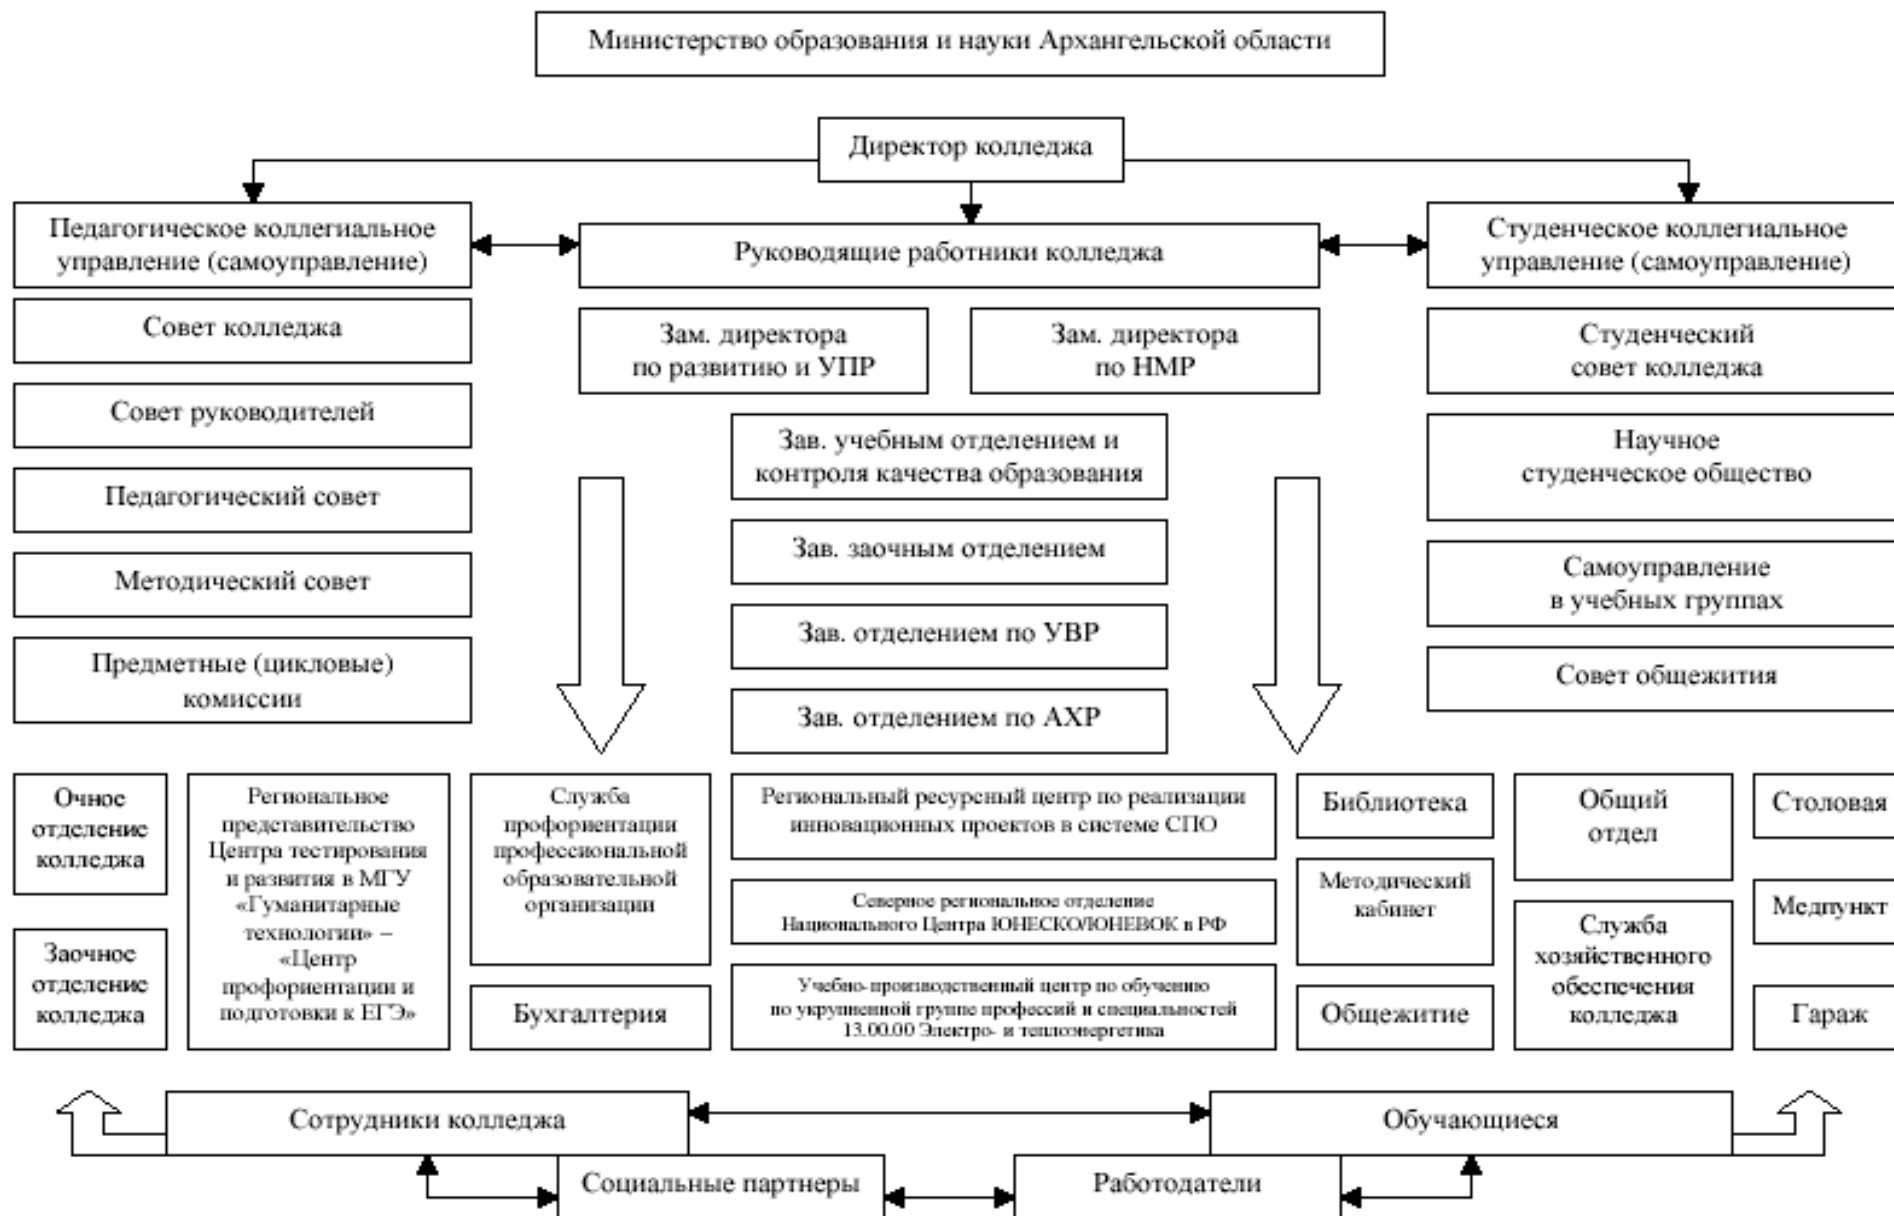 Министерство образования и науки Архангельской области
Директор колледжа
Педагогическое коллегиальное
управление (самоуправление)
Руководящие работники колледжа
Студенческое коллегиальное
управление (самоуправление)
Совет колледжа
Совет руководителей
Педагогический совет
Методический совет
Предметные (цикловые)
комиссии
Зам. директора
по развитию и УПР
Зам. директора
по НМР
Зав. учебным отделением и
контроля качества образования
Зав. заочным отделением
Зав. отделением по УВР
Зав. отделением по АХР
Студенческий
совет колледжа
Научное
студенческое общество
Самоуправление
в учебных группах
Совет общежития
Очное
отделение
колледжа
Заочное
отделение
колледжа
Региональное
представительство
Центра тестирования
и развития в МГУ
«Гуманитарные
технологии» –
«Центр
профориентации и
подготовки к ЕГЭ»
Служба
профориентации
профессиональной
образовательной
организации
Бухгалтерия
Региональный ресурсный центр по реализации
инновационных проектов в системе СПО
Северное региональное отделение
Национального Центра ЮНЕСКО/ЮНЕВОК в РФ
Учебно-производственный центр по обучению
по укрупненной группе профессий и специальностей
13.00.00 Электро- и теплоэнергетика
Библиотека
Методический
кабинет
Общежитие
Общий
отдел
Служба
хозяйственного
обеспечения
колледжа
Столовая
Медпункт
Гараж
Сотрудники колледжа
Обучающиеся
Социальные партнеры
Работодатели